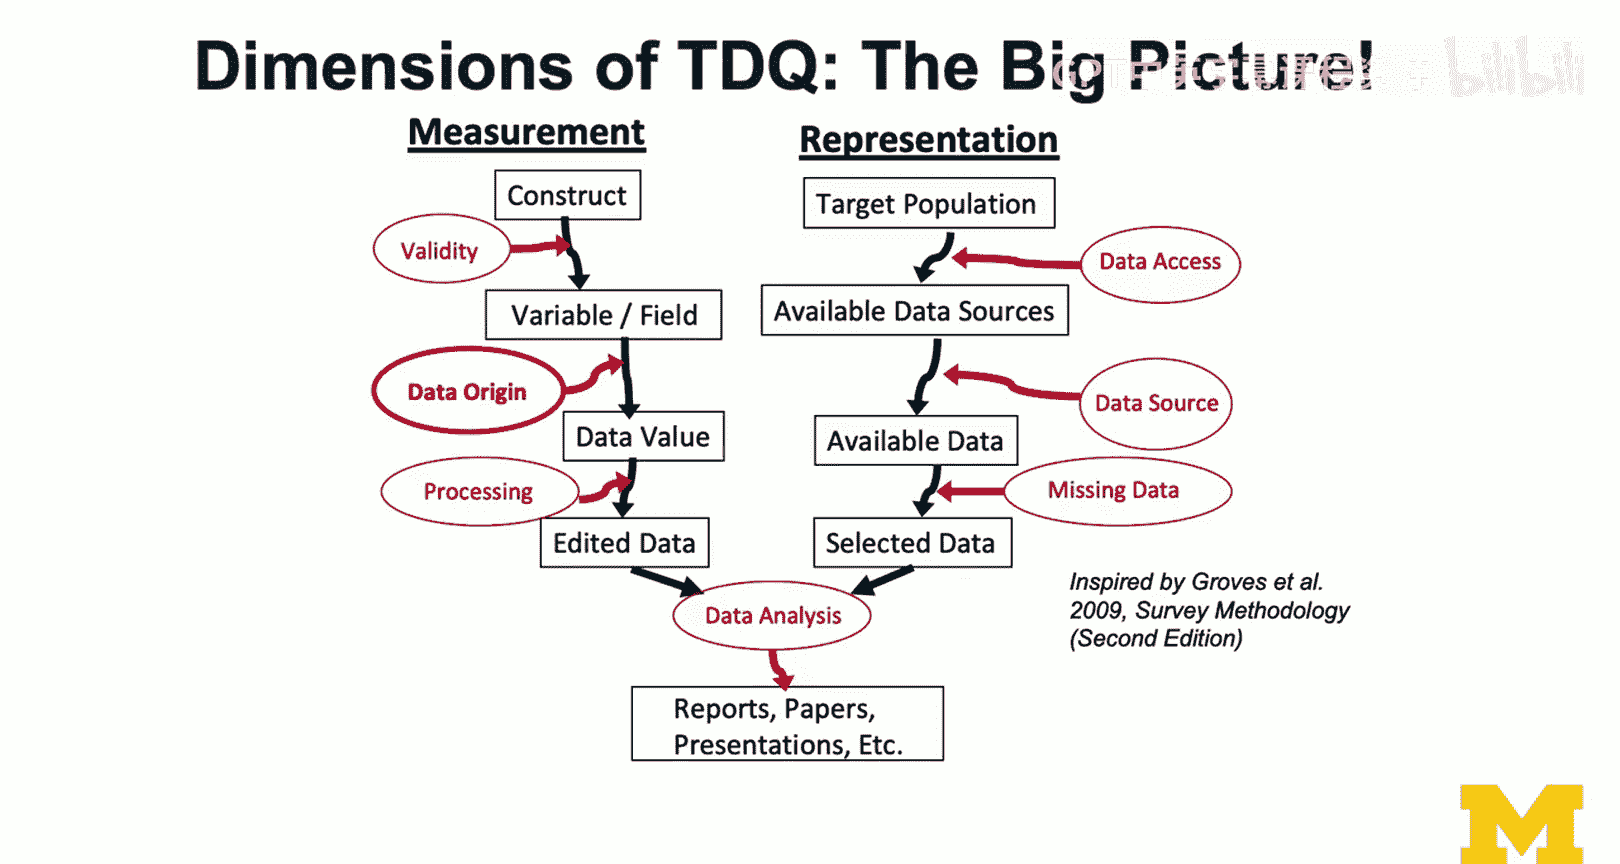 Dimensions of TDQ: The Big Picture!
bilibili
Measurement
Representation
Construct
Target Population
Validity
Data Access
Variable / Field
Available Data Sources
Data Origin
Data Source
Data Value
Available Data
Processing
Missing Data
Edited Data
Selected Data
Data Analysis
Inspired by Groves et al.
2009, Survey Methodology
(Second Edition)
Reports, Papers,
Presentations, Etc.
M